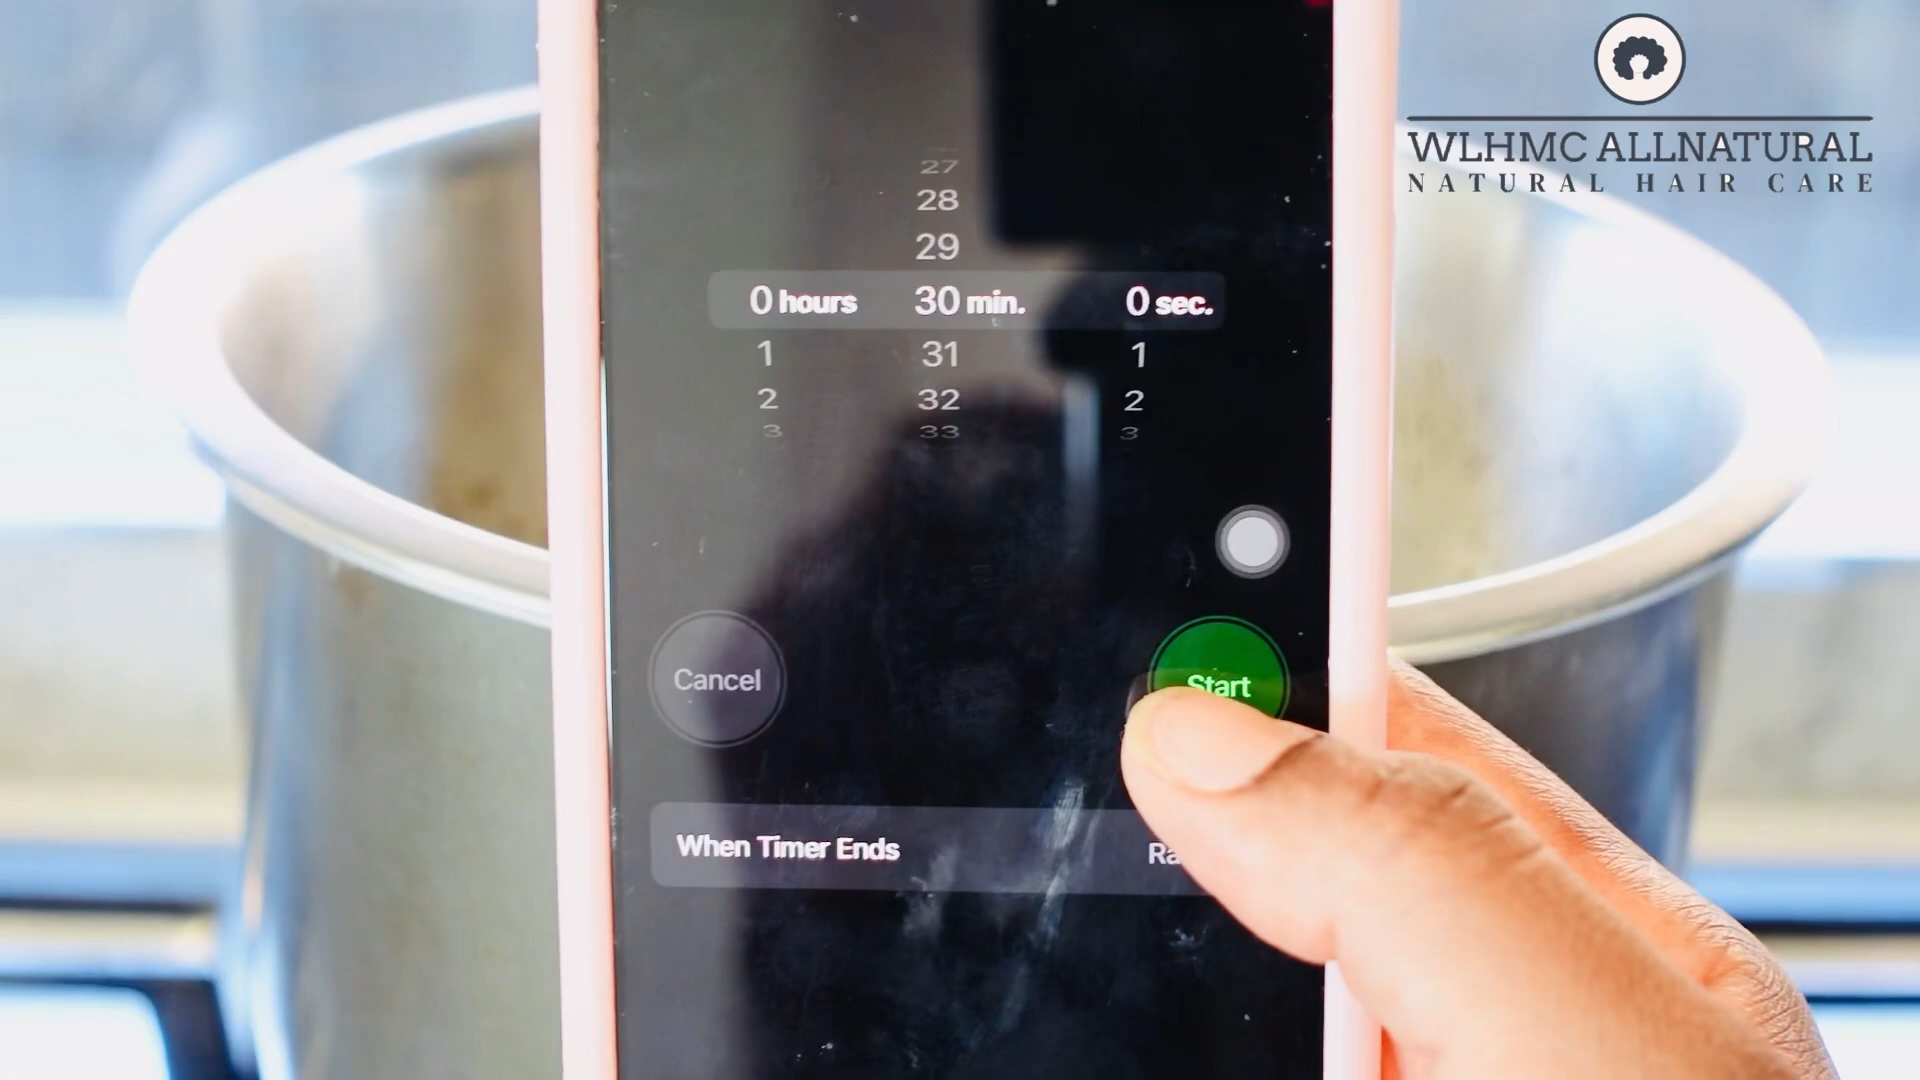 WLHMC ALLNATURAL
NATURAL HAIR CARE
27
28
29
0 hours 30 min. 0 sec.
1 31 1
2 32 2
3 33 3
Cancel Start
When Timer Ends